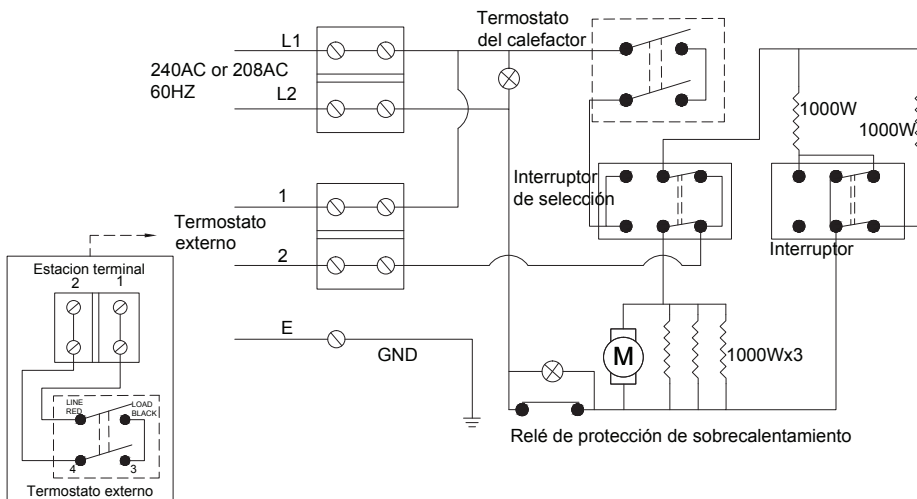 L1
240AC or 208AC
60HZ
L2
Termostato
del calefactor
1000W
1000W
Interruptor
de selección
Interruptor
1
Termostato
externo
2
E
GND
M
1000Wx3
Relé de protección de sobrecalentamiento
Estacion terminal
2
1
LINE
RED
LOAD
BLACK
4
3
Termostato externo